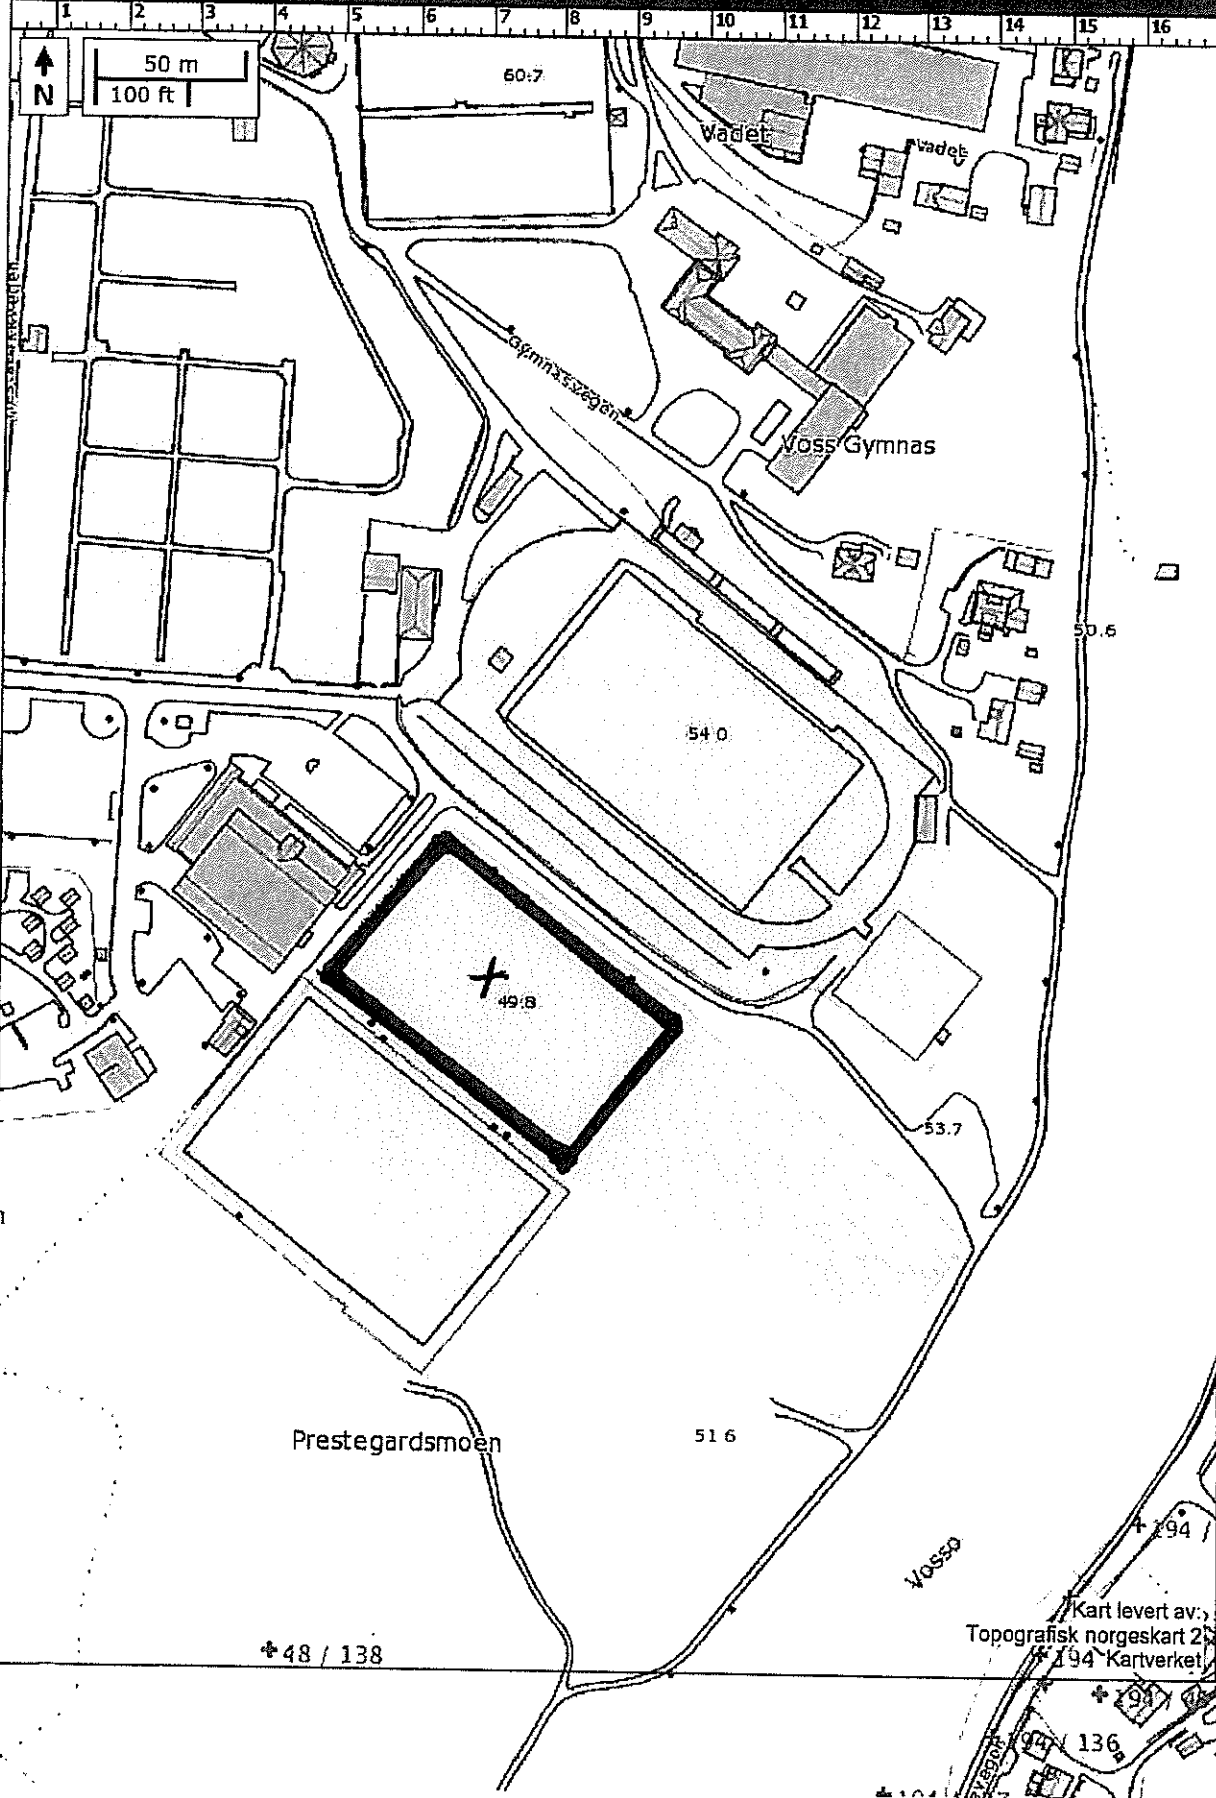 1 2 3 4 5 6 7 8 9 10 11 12 13 14 15 16
N
50 m
100 ft
60.7
Vadet
Vadet
Gymnasvegen
Voss Gymnas
50.6
54 0
49.8
53.7
Prestegardsmoen
51 6
Vosso
194 /
Kart levert av:
Topografisk norgeskart 2
194 Kartverket
48 / 138
194 / 136